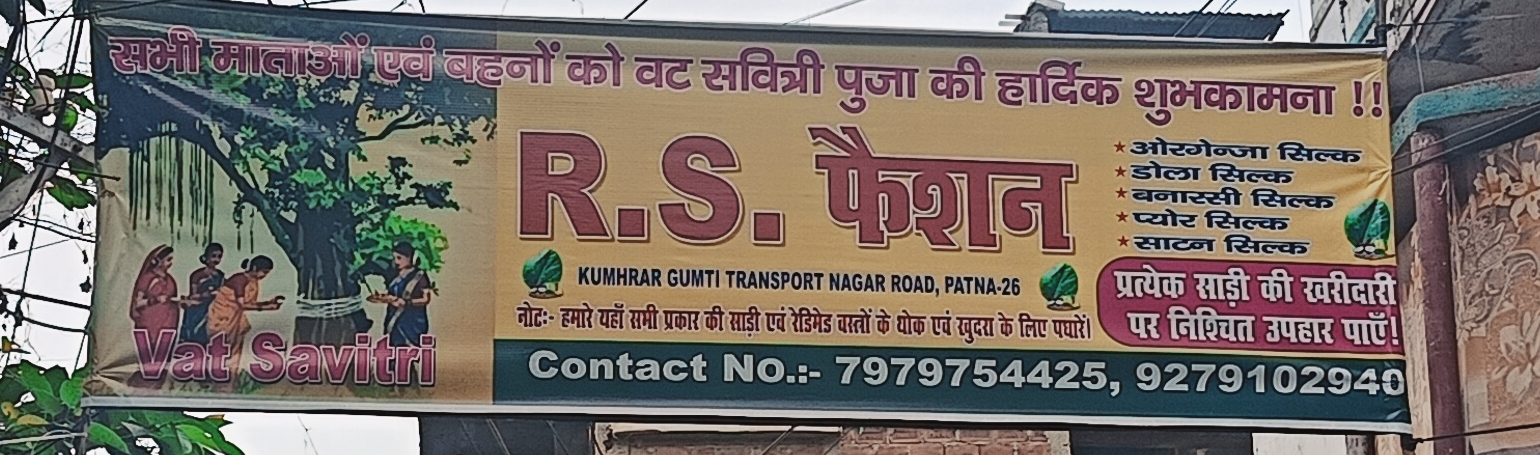 सभी माताओं एवं बहनों को वट सवित्री पुजा की हार्दिक शुभकामना !!
R.S. फैशन
ओरगेन्जा सिल्क
डोला सिल्क
बनारसी सिल्क
प्योर सिल्क
साटन सिल्क
KUMHRAR GUMTI TRANSPORT NAGAR ROAD, PATNA-26
नोट:- हमारे यहाँ सभी प्रकार की साड़ी एवं रेडिमेड वस्त्रों के थोक एवं खुदरा के लिए पधारें।
प्रत्येक साड़ी की खरीदारी
पर निश्चित उपहार पाएँ!
Vat Savitri
Contact No.:- 7979754425, 9279102940